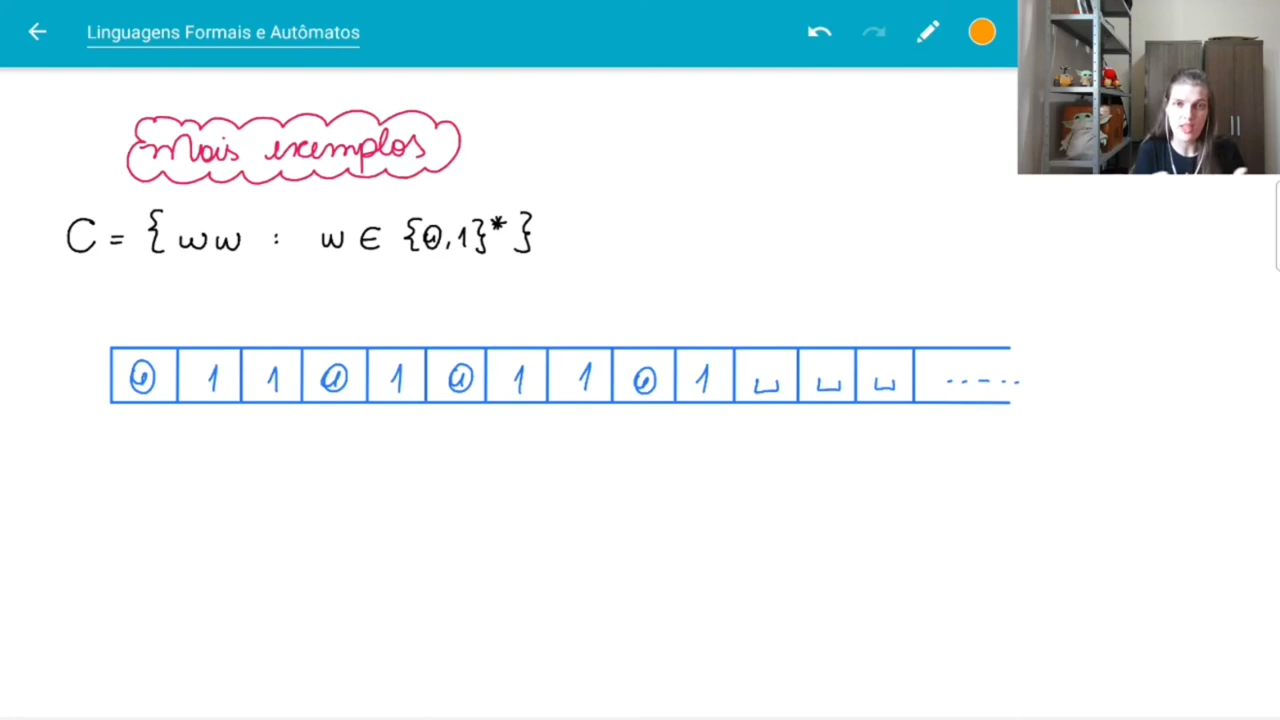 Linguagens Formais e Autômatos
Mais exemplos
C = { ww : w ∈ {0,1}* }
0 1 1 0 1 0 1 1 0 1 ⊔ ⊔ ⊔ .....